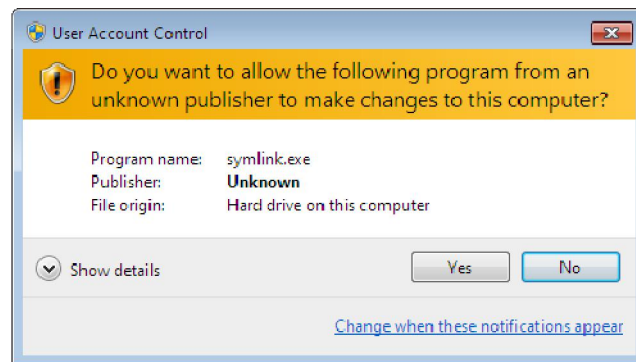 User Account Control
Do you want to allow the following program from an
unknown publisher to make changes to this computer?
Program name: symlink.exe
Publisher: Unknown
File origin: Hard drive on this computer
Show details
Yes
No
Change when these notifications appear